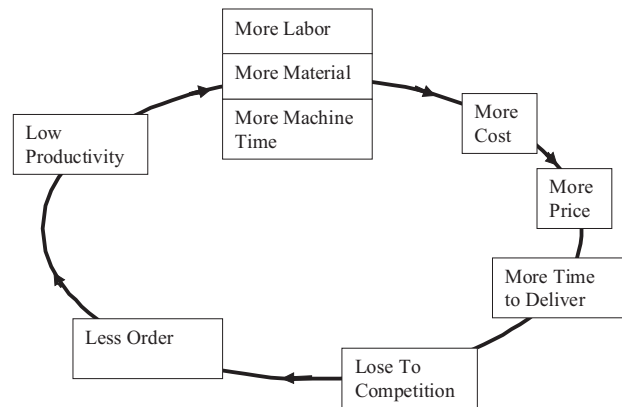 More Labor
More Material
More Machine
Time
More
Cost
More
Price
More Time
to Deliver
Lose To
Competition
Less Order
Low
Productivity